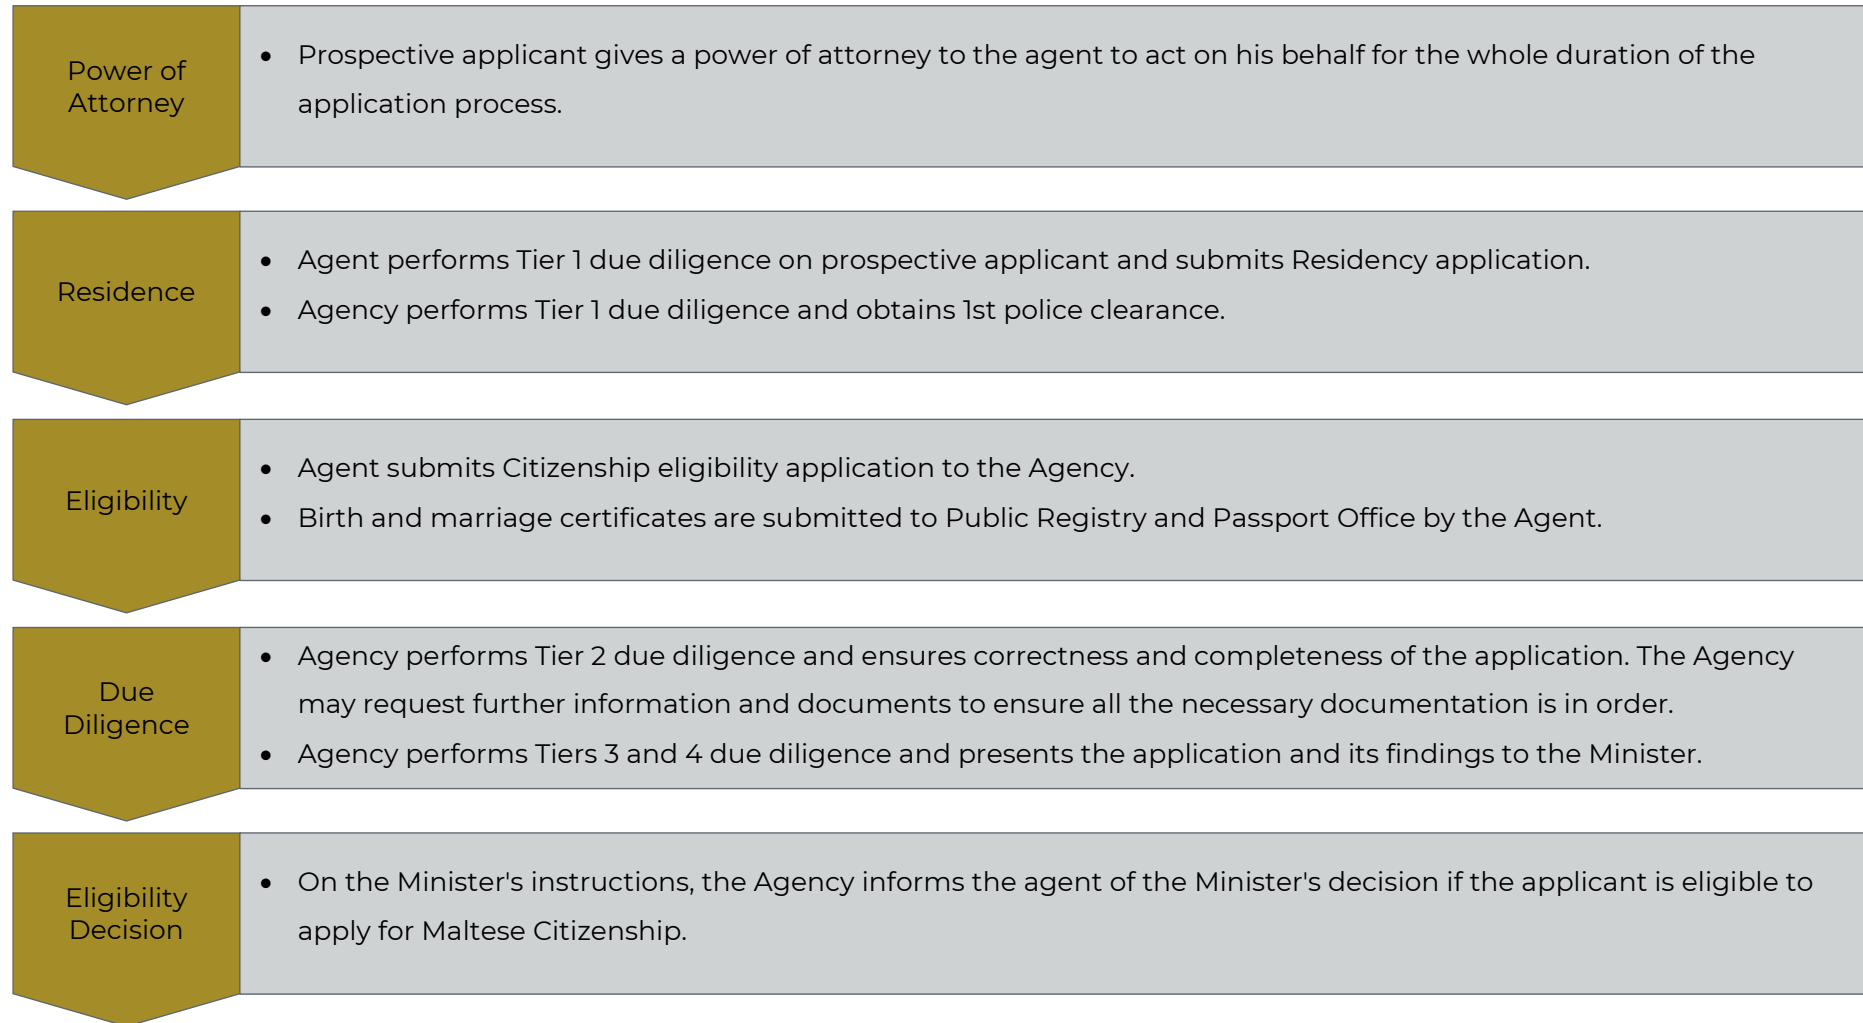 Power of
Attorney
• Prospective applicant gives a power of attorney to the agent to act on his behalf for the whole duration of the
application process.
Residence
• Agent performs Tier 1 due diligence on prospective applicant and submits Residency application.
• Agency performs Tier 1 due diligence and obtains 1st police clearance.
Eligibility
• Agent submits Citizenship eligibility application to the Agency.
• Birth and marriage certificates are submitted to Public Registry and Passport Office by the Agent.
Due
Diligence
• Agency performs Tier 2 due diligence and ensures correctness and completeness of the application. The Agency
may request further information and documents to ensure all the necessary documentation is in order.
• Agency performs Tiers 3 and 4 due diligence and presents the application and its findings to the Minister.
Eligibility
Decision
• On the Minister's instructions, the Agency informs the agent of the Minister's decision if the applicant is eligible to
apply for Maltese Citizenship.